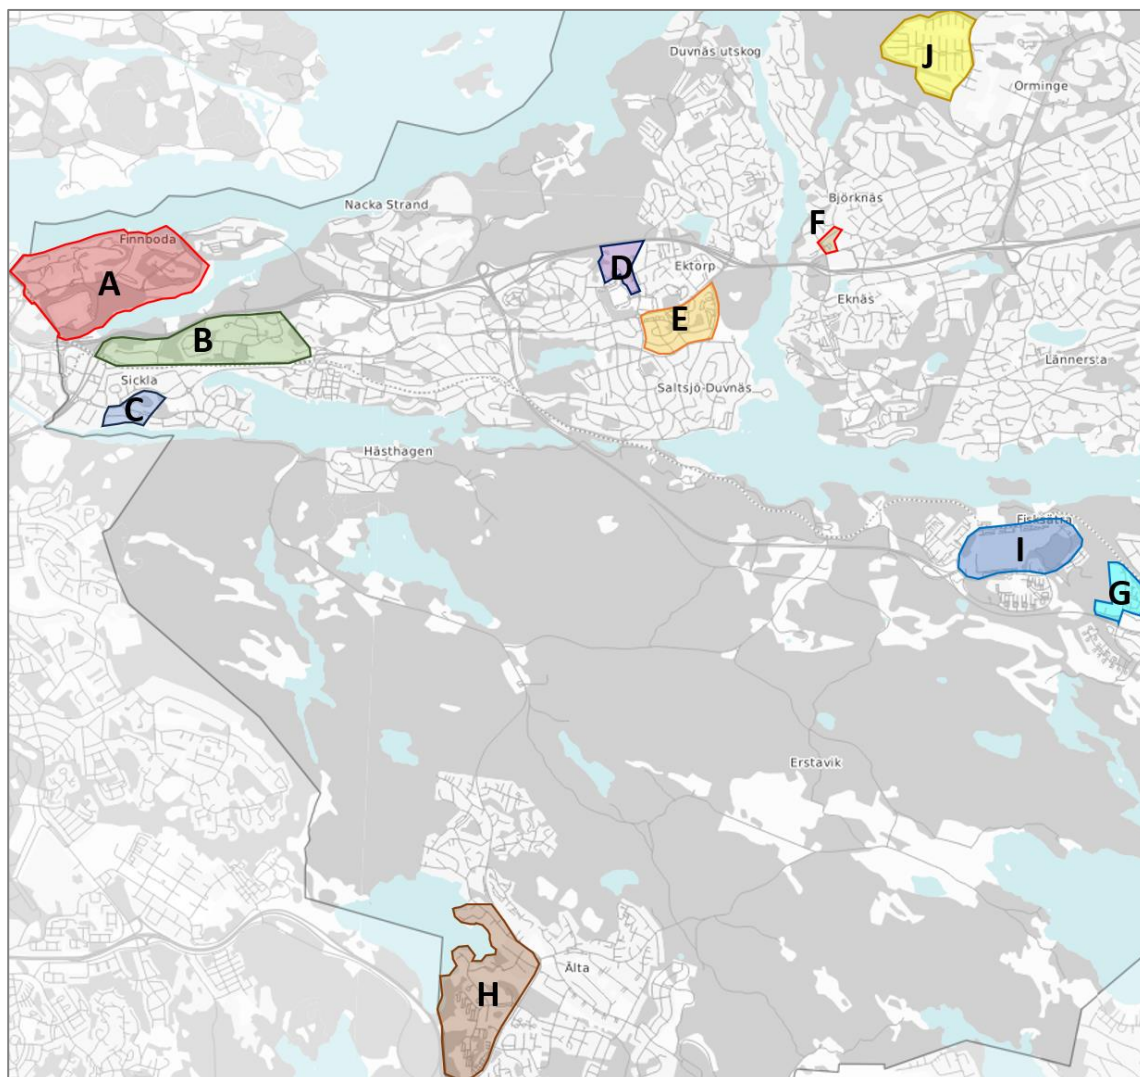 J
Duvnäs utskog
Orminge
Björknäs
Nacka Strand
F
Finnboda
D
Ektorp
A
Eknäs
E
B
Lännersta
Sickla
Saltsjö-Duvnäs
C
Hästhagen
Fisksätra
I
G
Erstavik
Älta
H